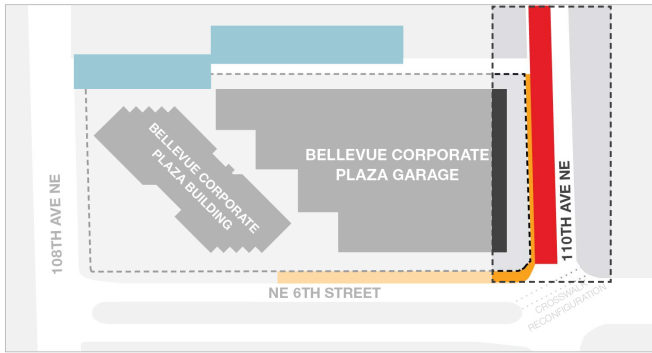 BELLEVUE CORPORATE
PLAZA BUILDING
BELLEVUE CORPORATE
PLAZA GARAGE
108TH AVE NE
110TH AVE NE
NE 6TH STREET
CROSSWALK
RECONFIGURATION